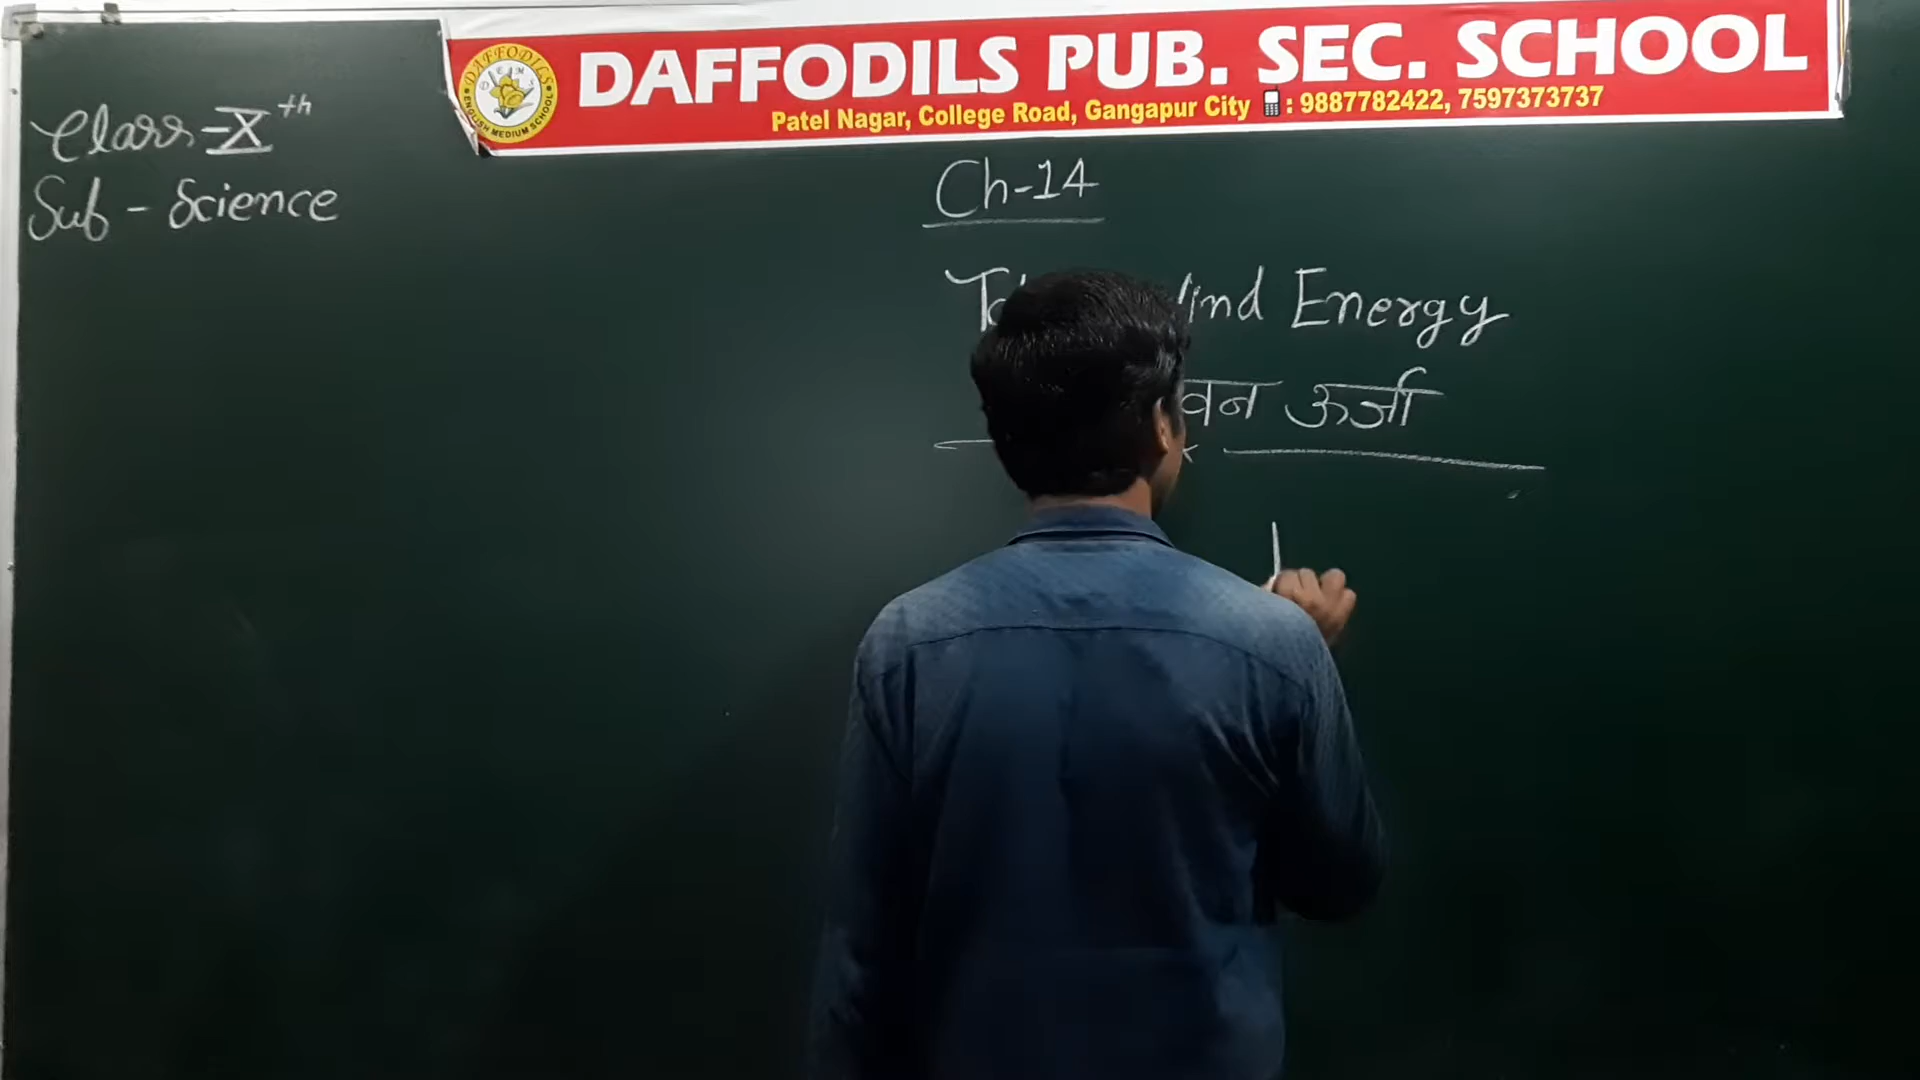 DAFFODILS PUB. SEC. SCHOOL
Patel Nagar, College Road, Gangapur City : 9887782422, 7597373737
DAFFODILS
ENGLISH MEDIUM SCHOOL
Class - X th
Sub - Science
Ch-14
Energy
ऊर्जा